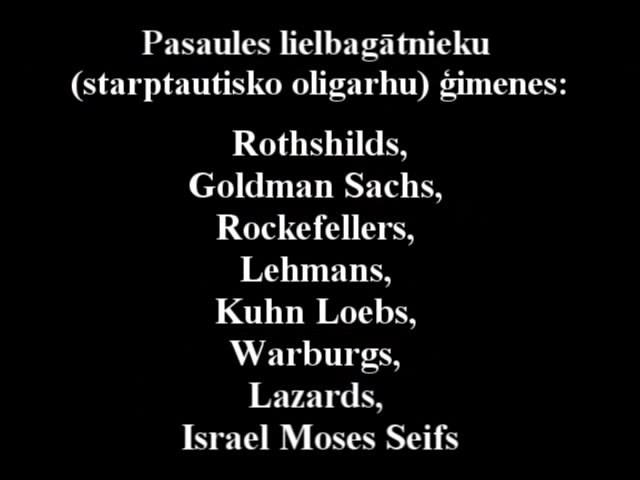 Pasaules lielbagātnieku
(starptautisko oligarhu) ģimenes:
Rothshilds,
Goldman Sachs,
Rockefellers,
Lehmans,
Kuhn Loebs,
Warburgs,
Lazards,
Israel Moses Seifs